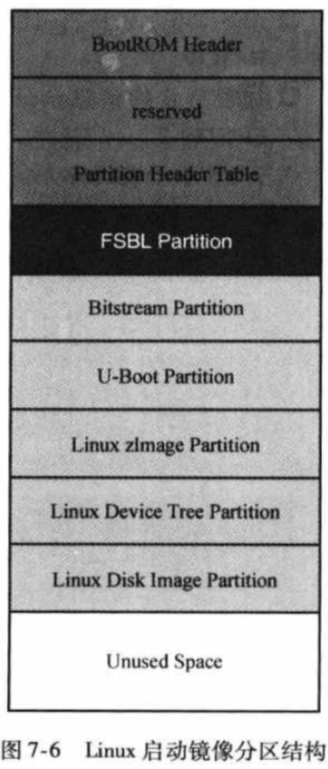 BootROM Header
reserved
Partition Header Table
FSBL Partition
Bitstream Partition
U-Boot Partition
Linux zImage Partition
Linux Device Tree Partition
Linux Disk Image Partition
Unused Space
图 7-6 Linux 启动镜像分区结构